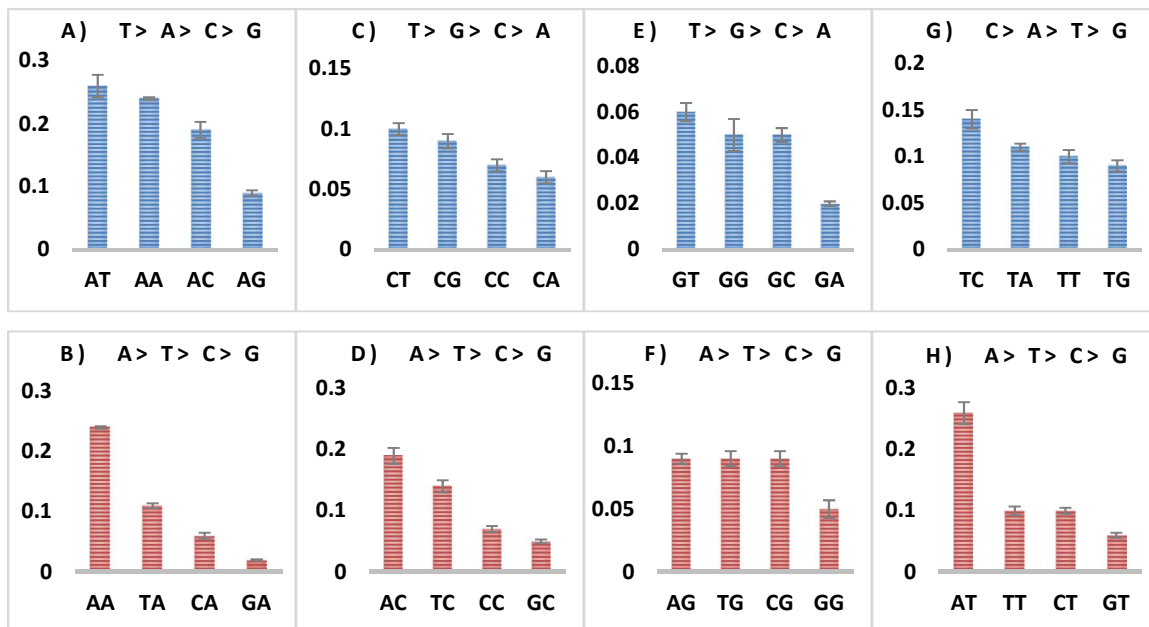 A) T > A > C > G
0.3
0.2
0.1
0
AT AA AC AG
C) T > G > C > A
0.15
0.1
0.05
0
CT CG CC CA
E) T > G > C > A
0.08
0.06
0.04
0.02
0
GT GG GC GA
G) C > A > T > G
0.2
0.15
0.1
0.05
0
TC TA TT TG
B) A > T > C > G
0.3
0.2
0.1
0
AA TA CA GA
D) A > T > C > G
0.3
0.2
0.1
0
AC TC CC GC
F) A > T > C > G
0.15
0.1
0.05
0
AG TG CG GG
H) A > T > C > G
0.3
0.2
0.1
0
AT TT CT GT